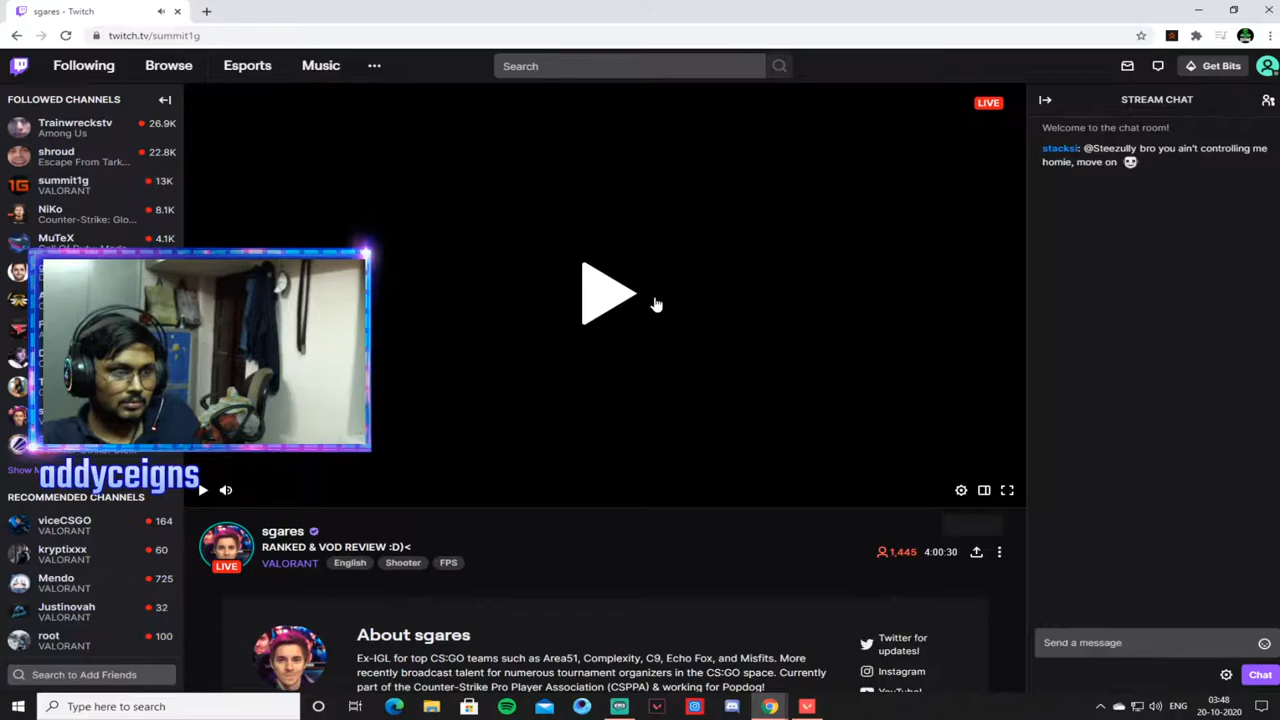 sgares - Twitch
twitch.tv/summit1g
Following
Browse
Esports
Music
Search
Get Bits
FOLLOWED CHANNELS
Trainwreckstv
26.9K
Among Us
shroud
22.8K
Escape From Tark...
summit1g
13K
VALORANT
NiKo
8.1K
Counter-Strike: Glo...
MuTeX
4.1K
addyceigns
RECOMMENDED CHANNELS
viceCSGO
164
VALORANT
kryptixxx
60
VALORANT
Mendo
725
VALORANT
Justinovah
32
VALORANT
root
100
VALORANT
Search to Add Friends
LIVE
sgares
RANKED & VOD REVIEW :D)<
VALORANT
English
Shooter
FPS
LIVE
1,445
4:00:30
About sgares
Ex-IGL for top CS:GO teams such as Area51, Complexity, C9, Echo Fox, and Misfits. More
recently broadcast talent for numerous tournament organizers in the CS:GO space. Currently
part of the Counter-Strike Pro Player Association (CSPPA) & working for Popdog!
Twitter for
updates!
Instagram
STREAM CHAT
Welcome to the chat room!
stacksi: @Steezully bro you ain't controlling me
homie, move on
Send a message
Chat
Type here to search
03:48
20-10-2020